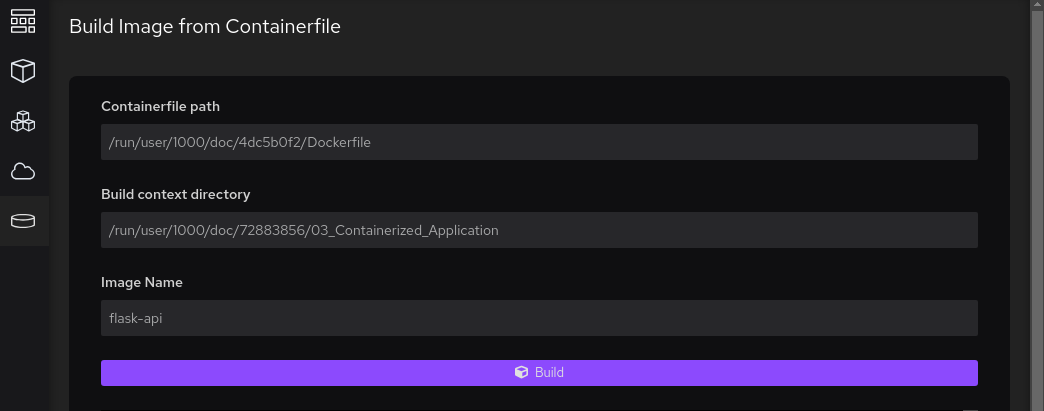 Build Image from Containerfile
Containerfile path
/run/user/1000/doc/4dc5b0f2/Dockerfile
Build context directory
/run/user/1000/doc/72883856/03_Containerized_Application
Image Name
flask-api
Build